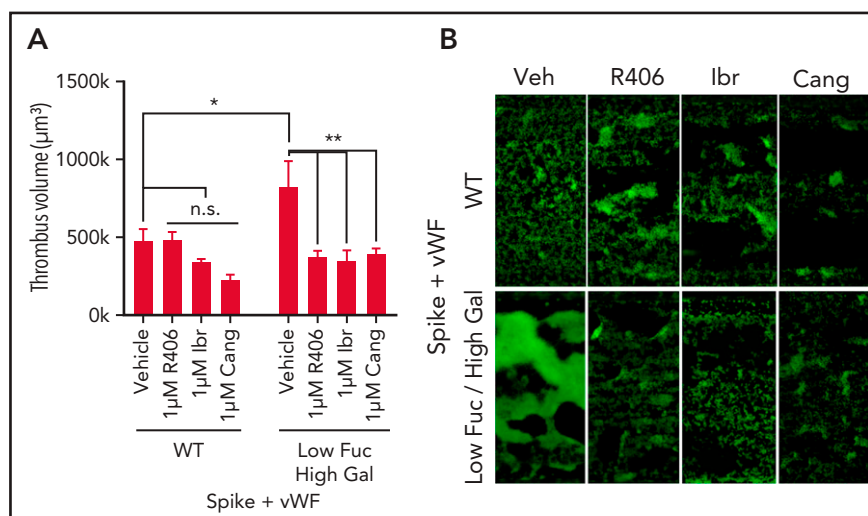 A
Thrombus volume (µm³)
1500k
1000k
500k
0k
*
**
n.s.
Vehicle
1µM R406
1µM Ibr
1µM Cang
Vehicle
1µM R406
1µM Ibr
1µM Cang
WT
Low Fuc
High Gal
Spike + vWF
B
Veh R406 Ibr Cang
Spike + vWF
WT
Low Fuc / High Gal